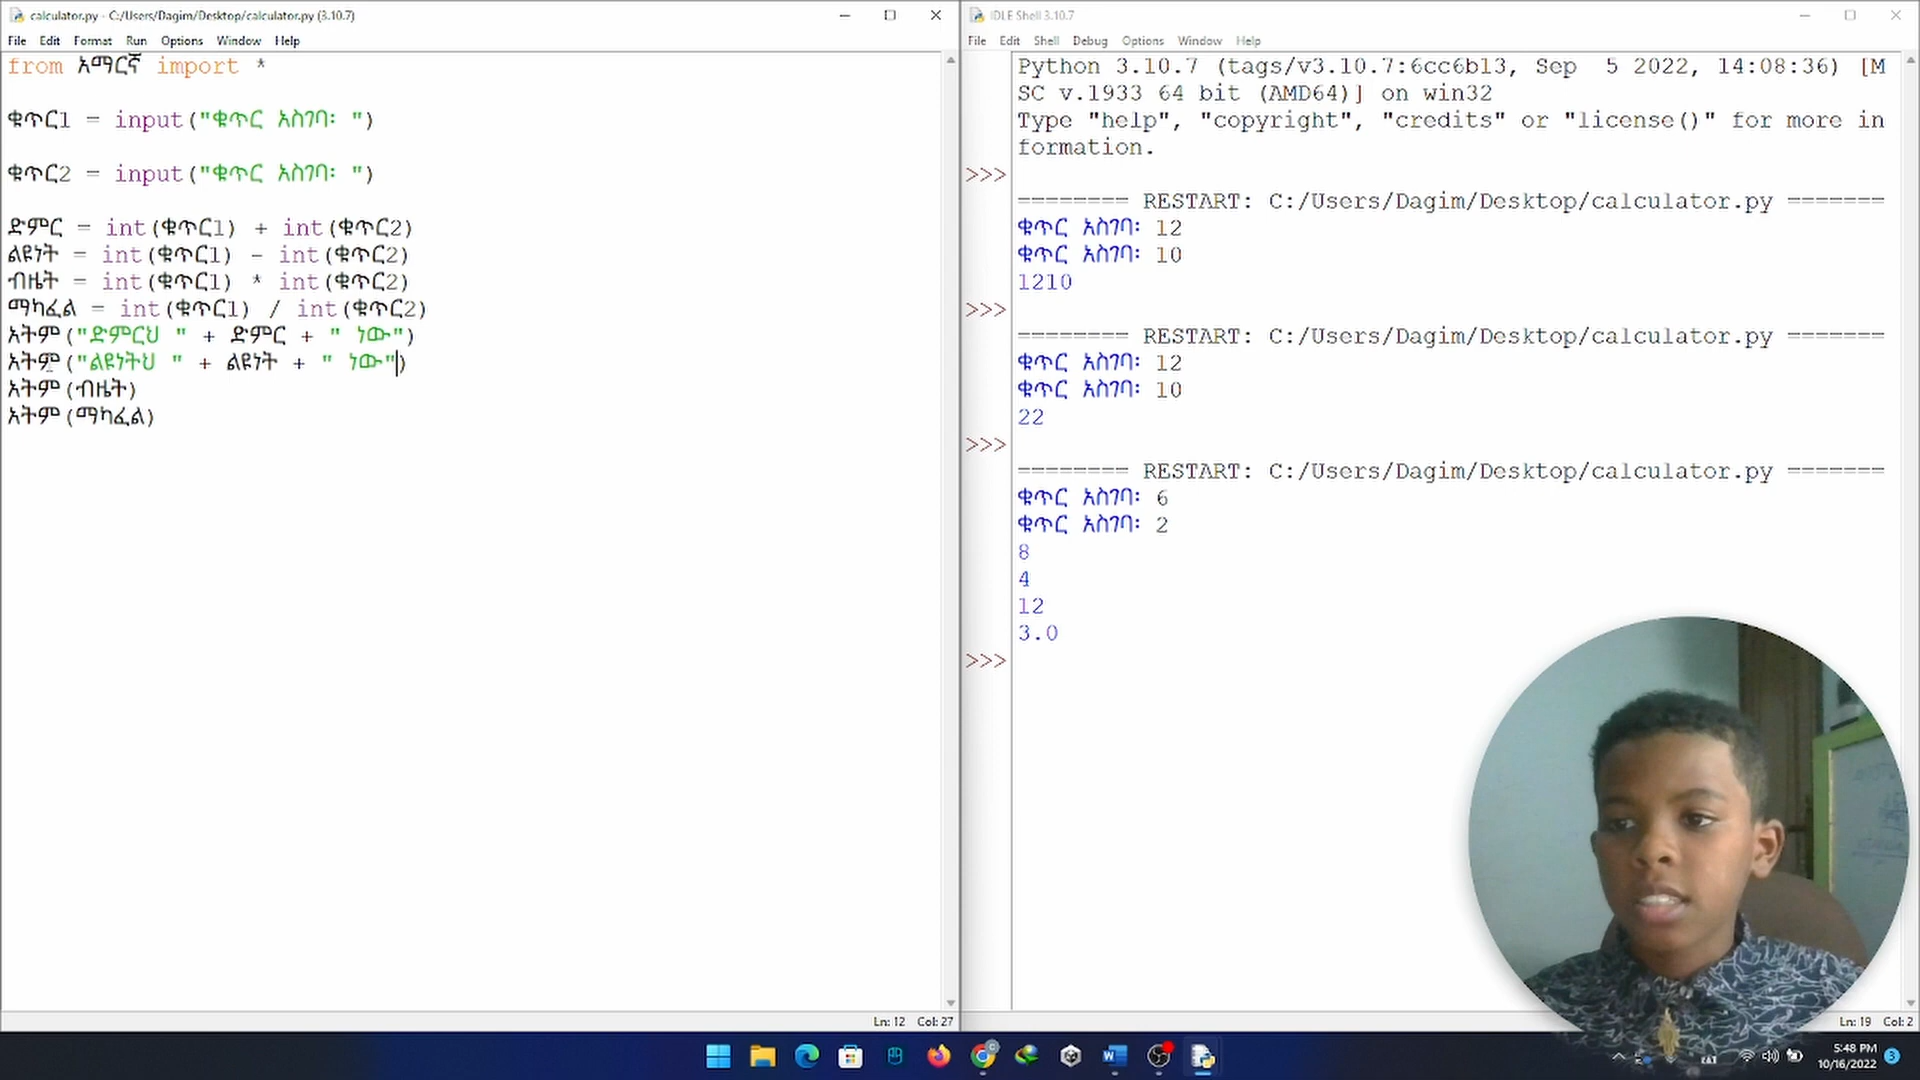 calculator.py - C:/Users/Dagim/Desktop/calculator.py (3.10.7)
File Edit Format Run Options Window Help
from አማርኛ import *
ቁጥር1 = input("ቁጥር አስገባ፡ ")
ቁጥር2 = input("ቁጥር አስገባ፡ ")
ድምር = int(ቁጥር1) + int(ቁጥር2)
ልዩነት = int(ቁጥር1) - int(ቁጥር2)
ብዜት = int(ቁጥር1) * int(ቁጥር2)
ማካፈል = int(ቁጥር1) / int(ቁጥር2)
አትም("ድምርህ " + ድምር + " ነው")
አትም("ልዩነትህ " + ልዩነት + " ነው")
አትም(ብዜት)
አትም(ማካፈል)
Ln: 12 Col: 27
IDLE Shell 3.10.7
File Edit Shell Debug Options Window Help
Python 3.10.7 (tags/v3.10.7:6cc6b13, Sep 5 2022, 14:08:36) [M
SC v.1933 64 bit (AMD64)] on win32
Type "help", "copyright", "credits" or "license()" for more in
formation.
>>>
======== RESTART: C:/Users/Dagim/Desktop/calculator.py =======
ቁጥር አስገባ፡ 12
ቁጥር አስገባ፡ 10
1210
>>>
======== RESTART: C:/Users/Dagim/Desktop/calculator.py =======
ቁጥር አስገባ፡ 12
ቁጥር አስገባ፡ 10
22
>>>
======== RESTART: C:/Users/Dagim/Desktop/calculator.py =======
ቁጥር አስገባ፡ 6
ቁጥር አስገባ፡ 2
8
4
12
3.0
>>>
Ln: 19 Col: 2
5:48 PM
10/16/2022
3